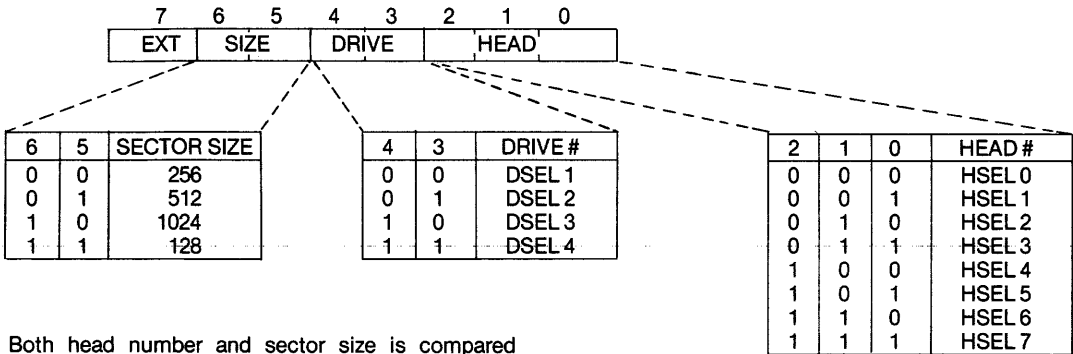 7 6 5 4 3 2 1 0
EXT SIZE DRIVE HEAD
6 5 SECTOR SIZE
0 0 256
0 1 512
1 0 1024
1 1 128
4 3 DRIVE #
0 0 DSEL 1
0 1 DSEL 2
1 0 DSEL 3
1 1 DSEL 4
2 1 0 HEAD #
0 0 0 HSEL 0
0 0 1 HSEL 1
0 1 0 HSEL 2
0 1 1 HSEL 3
1 0 0 HSEL 4
1 0 1 HSEL 5
1 1 0 HSEL 6
1 1 1 HSEL 7
Both head number and sector size is compared